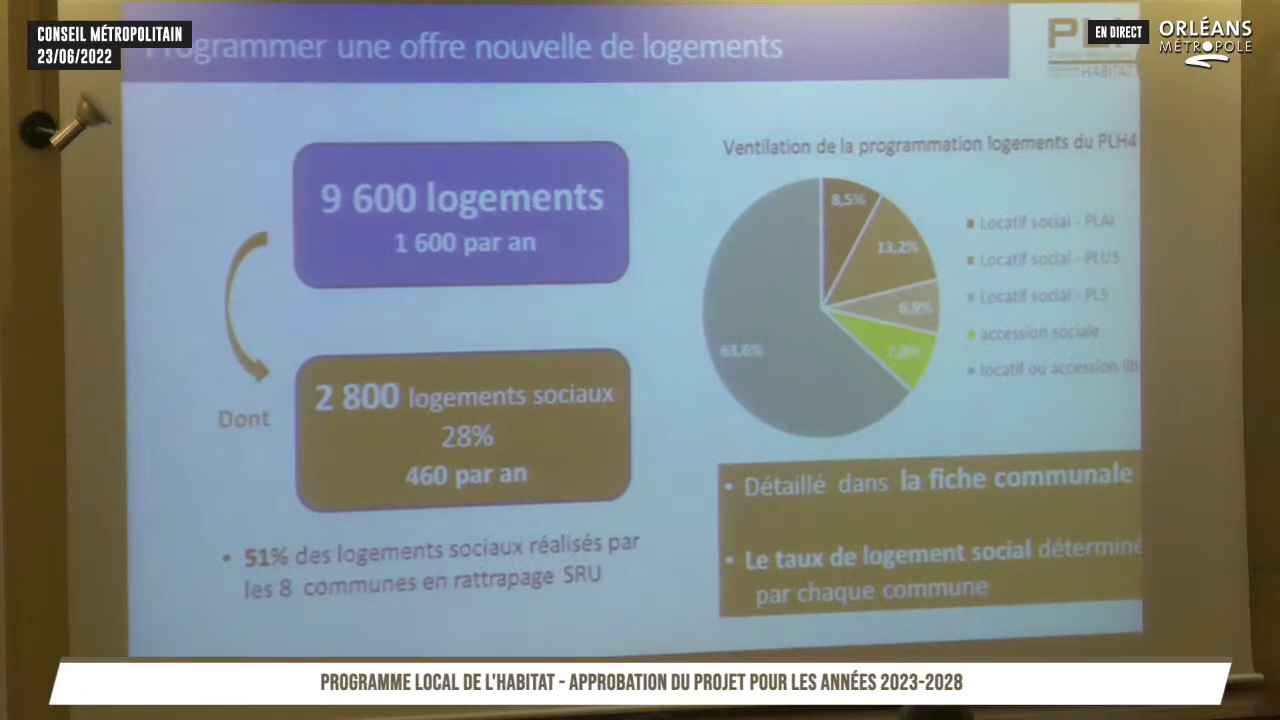 CONSEIL MÉTROPOLITAIN
23/06/2022
EN DIRECT
ORLÉANS
MÉTROPOLE
Programmer une offre nouvelle de logements
HABITAT
9 600 logements
1 600 par an
Dont
2 800 logements sociaux
28%
460 par an
• 51% des logements sociaux réalisés par
les 8 communes en rattrapage SRU
Ventilation de la programmation logements du PLH4
8,5%
13,2%
6,9%
7,8%
63,6%
Locatif social - PLAI
Locatif social - PLUS
Locatif social - PLS
accession sociale
locatif ou accession lib
• Détaillé dans la fiche communale
• Le taux de logement social déterminé
par chaque commune
PROGRAMME LOCAL DE L'HABITAT - APPROBATION DU PROJET POUR LES ANNÉES 2023-2028